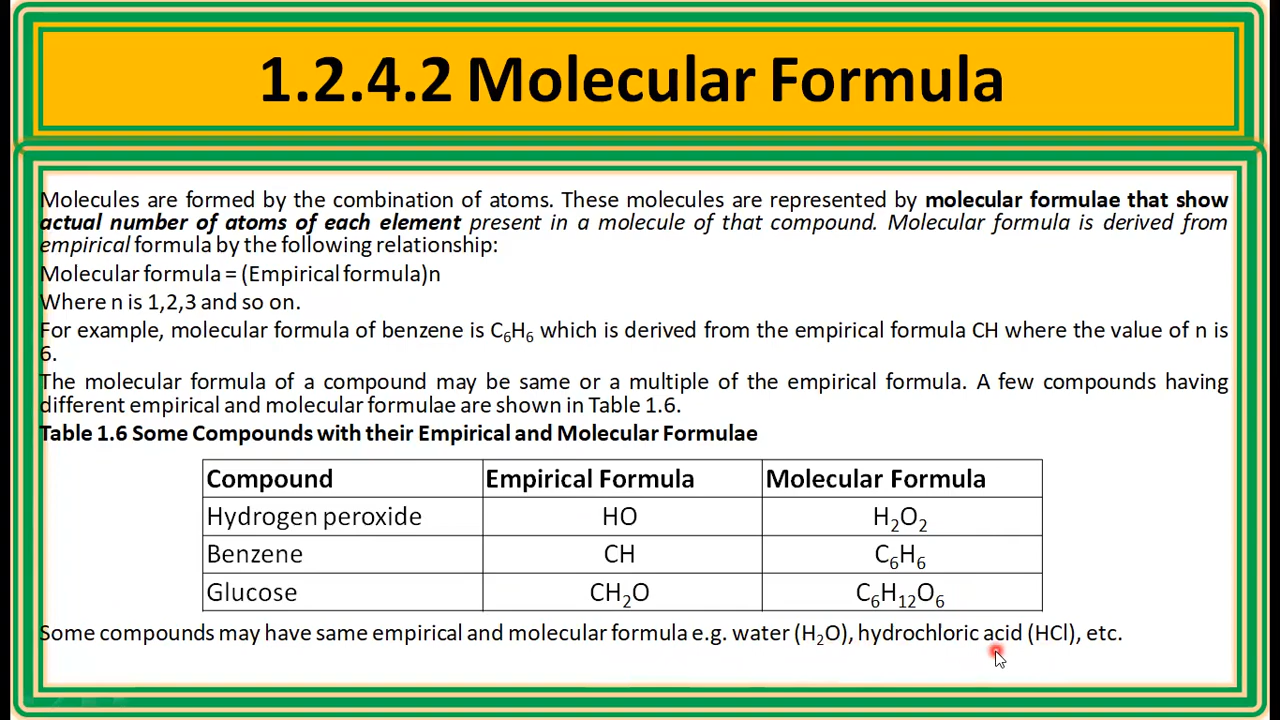 1.2.4.2 Molecular Formula
Molecules are formed by the combination of atoms. These molecules are represented by molecular formulae that show
actual number of atoms of each element present in a molecule of that compound. Molecular formula is derived from
empirical formula by the following relationship:
Molecular formula = (Empirical formula)n
Where n is 1,2,3 and so on.
For example, molecular formula of benzene is C₆H₆ which is derived from the empirical formula CH where the value of n is
6.
The molecular formula of a compound may be same or a multiple of the empirical formula. A few compounds having
different empirical and molecular formulae are shown in Table 1.6.
Table 1.6 Some Compounds with their Empirical and Molecular Formulae
Compound Empirical Formula Molecular Formula
Hydrogen peroxide HO H₂O₂
Benzene CH C₆H₆
Glucose CH₂O C₆H₁₂O₆
Some compounds may have same empirical and molecular formula e.g. water (H₂O), hydrochloric acid (HCl), etc.